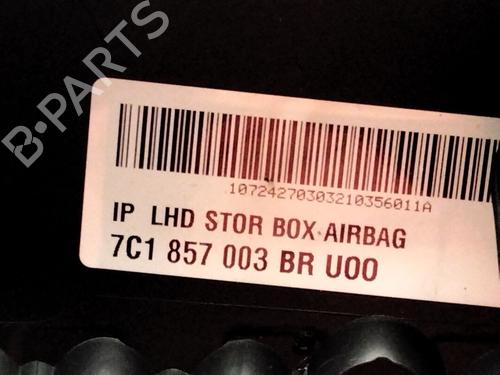 B·PARTS
10724270303210356011A
IP LHD STOR BOX AIRBAG
7C1 857 003 BR U00